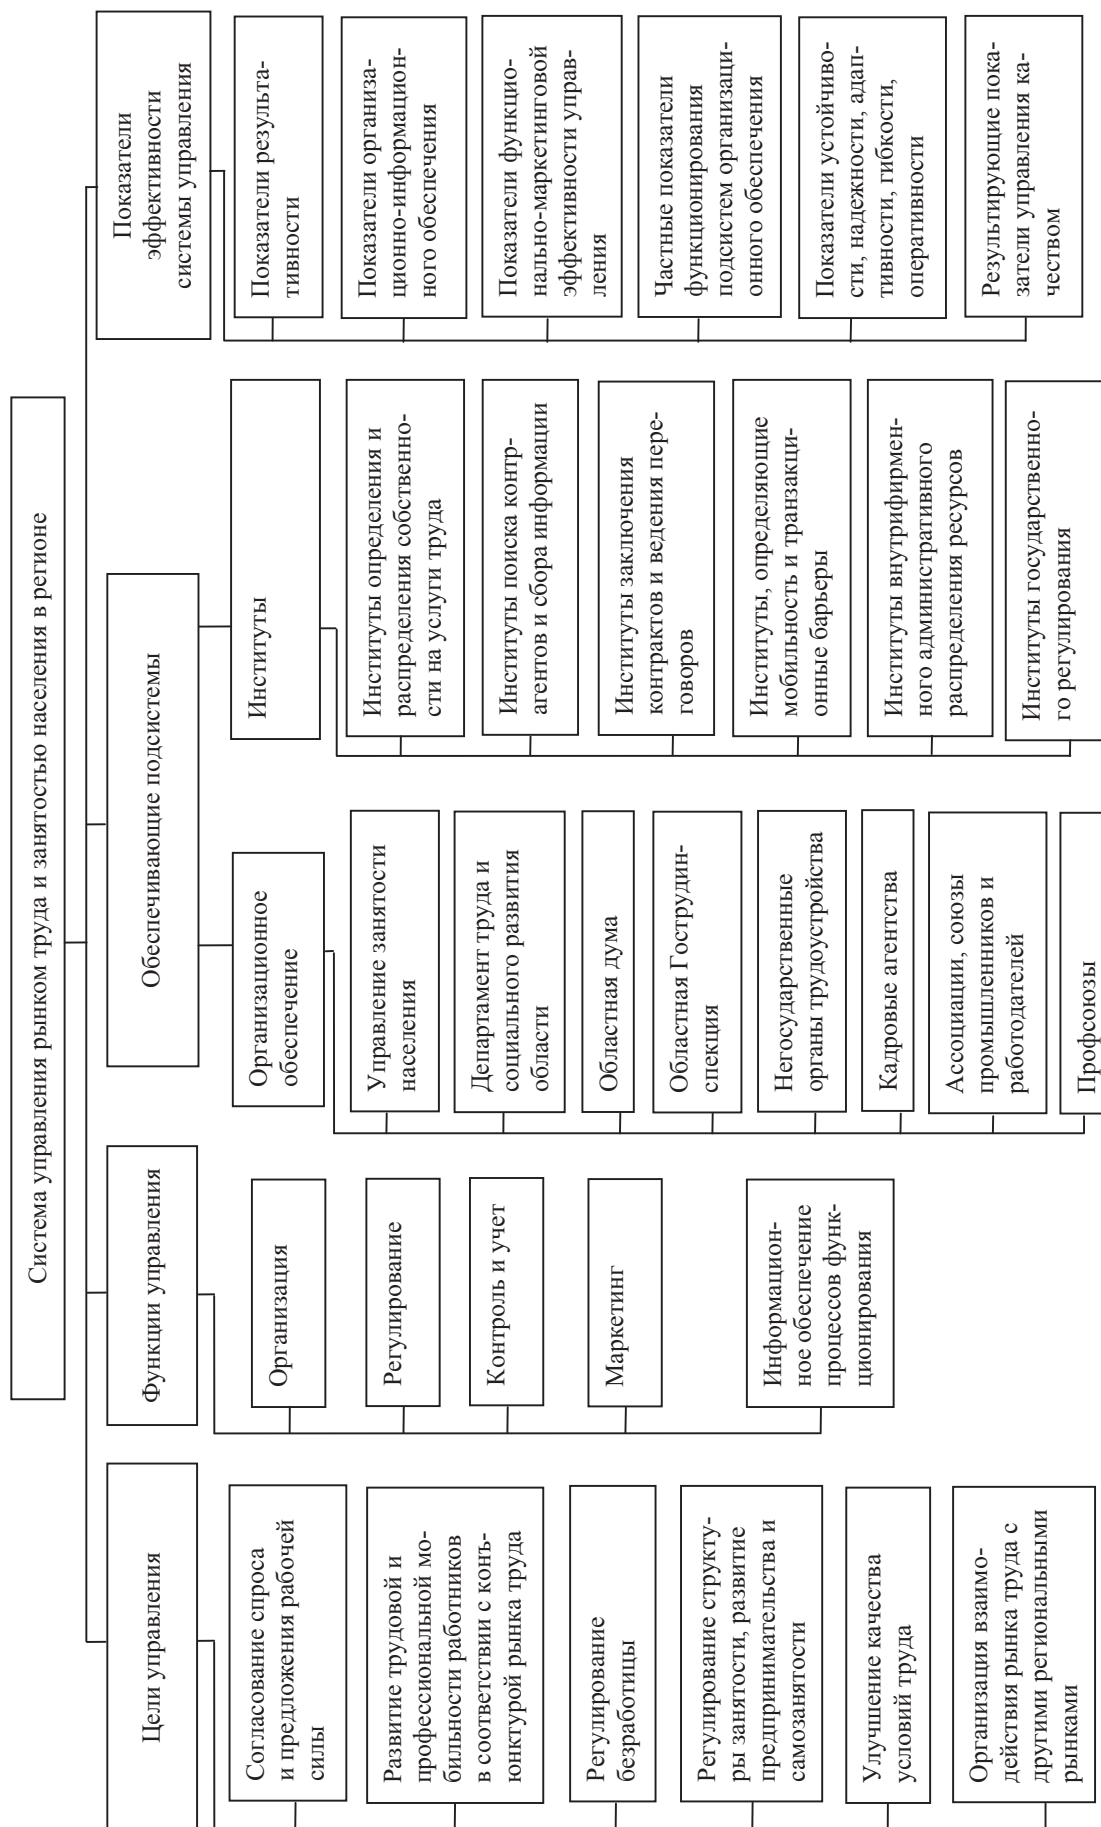 Система управления рынком труда и занятостью населения в регионе
Цели управления
Согласование спроса
и предложения рабочей
силы
Развитие трудовой и
профессиональной мо-
бильности работников
в соответствии с конъ-
юнктурой рынка труда
Регулирование
безработицы
Регулирование структу-
ры занятости, развитие
предпринимательства и
самозанятости
Улучшение качества
условий труда
Организация взаимо-
действия рынка труда с
другими региональными
рынками
Функции управления
Организация
Регулирование
Контроль и учет
Маркетинг
Информацион-
ное обеспечение
процессов функ-
ционирования
Обеспечивающие подсистемы
Организационное
обеспечение
Управление занятости
населения
Департамент труда и
социального развития
области
Областная дума
Областная Гострудин-
спекция
Негосударственные
органы трудоустройства
Кадровые агентства
Ассоциации, союзы
промышленников и
работодателей
Профсоюзы
Институты
Институты определения и
распределения собственно-
сти на услуги труда
Институты поиска контр-
агентов и сбора информации
Институты заключения
контрактов и ведения пере-
говоров
Институты, определяющие
мобильность и транзакци-
онные барьеры
Институты внутрифирмен-
ного административного
распределения ресурсов
Институты государственно-
го регулирования
Показатели
эффективности
системы управления
Показатели результа-
тивности
Показатели организа-
ционно-информацион-
ного обеспечения
Показатели функцио-
нально-маркетинговой
эффективности управ-
ления
Частные показатели
функционирования
подсистем организаци-
онного обеспечения
Показатели устойчиво-
сти, надежности, адап-
тивности, гибкости,
оперативности
Результирующие пока-
затели управления ка-
чеством